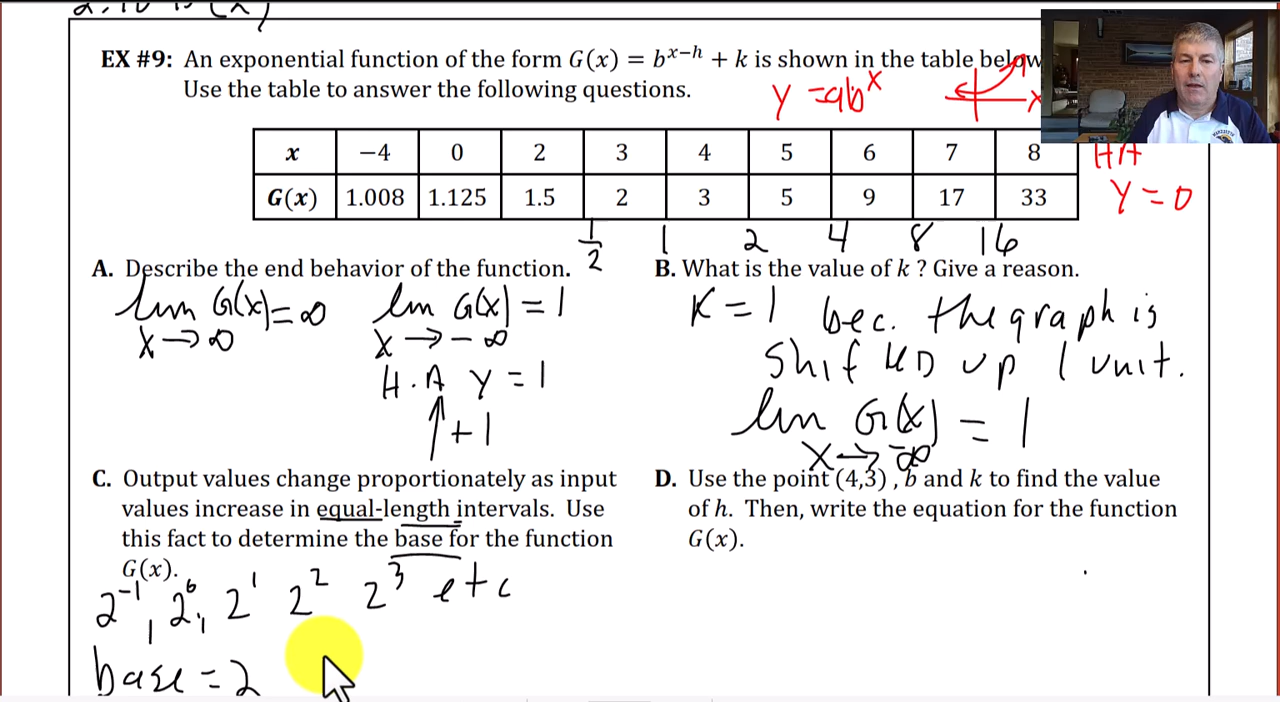 EX #9: An exponential function of the form G(x) = b^{x−h} + k is shown in the table below
Use the table to answer the following questions.
y = ab^x
x
x −4 0 2 3 4 5 6 7 8
G(x) 1.008 1.125 1.5 2 3 5 9 17 33
HA
y = 0
1/2 1 2 4 8 16
A. Describe the end behavior of the function.
lim G(x) = ∞ lim G(x) = 1
x → ∞ x → −∞
H.A y = 1
↑ +1
B. What is the value of k ? Give a reason.
K = 1 bec. the graph is
shifted up 1 unit.
lim G(x) = 1
x → −∞
C. Output values change proportionately as input
values increase in equal-length intervals. Use
this fact to determine the base for the function
G(x).
2^{-1}, 2^0, 2^1 2^2 2^3 etc
base = 2
D. Use the point (4,3) , b and k to find the value
of h. Then, write the equation for the function
G(x).